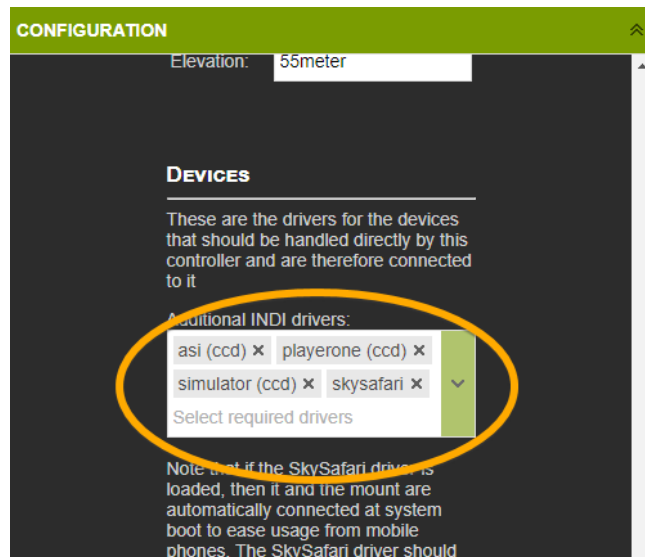 CONFIGURATION
Elevation: 55meter
DEVICES
These are the drivers for the devices
that should be handled directly by this
controller and are therefore connected
to it
Additional INDI drivers:
asi (ccd) × playerone (ccd) ×
simulator (ccd) × skysafari ×
Select required drivers
Note that if the SkySafari driver is
loaded, then it and the mount are
automatically connected at system
boot to ease usage from mobile
phones. The SkySafari driver should